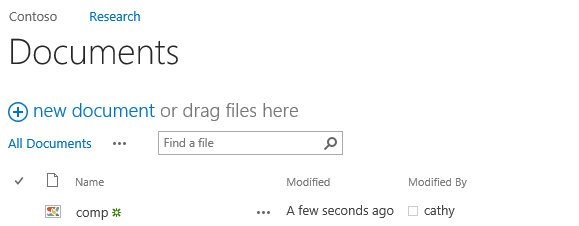 Contoso Research
Documents
new document or drag files here
All Documents ••• Find a file
Name Modified Modified By
comp ••• A few seconds ago cathy